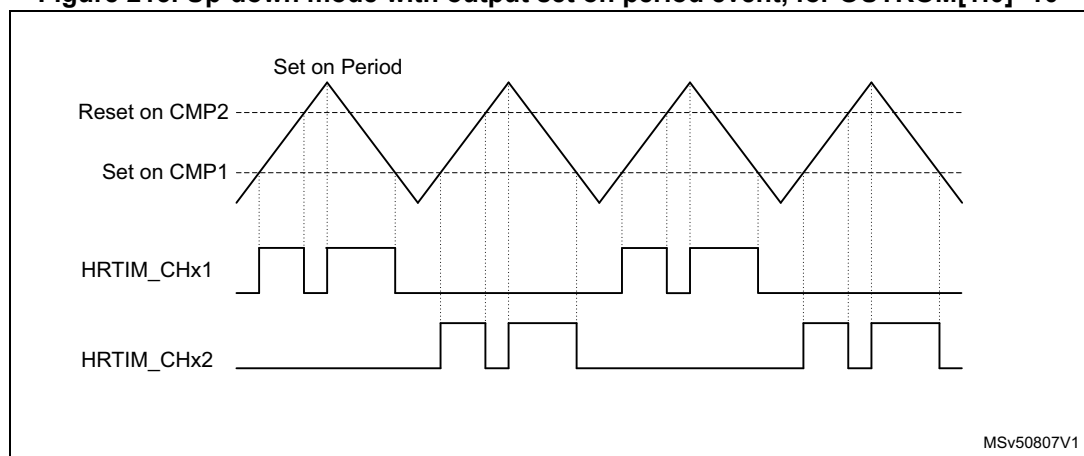 Set on Period
Reset on CMP2
Set on CMP1
HRTIM_CHx1
HRTIM_CHx2
MSv50807V1